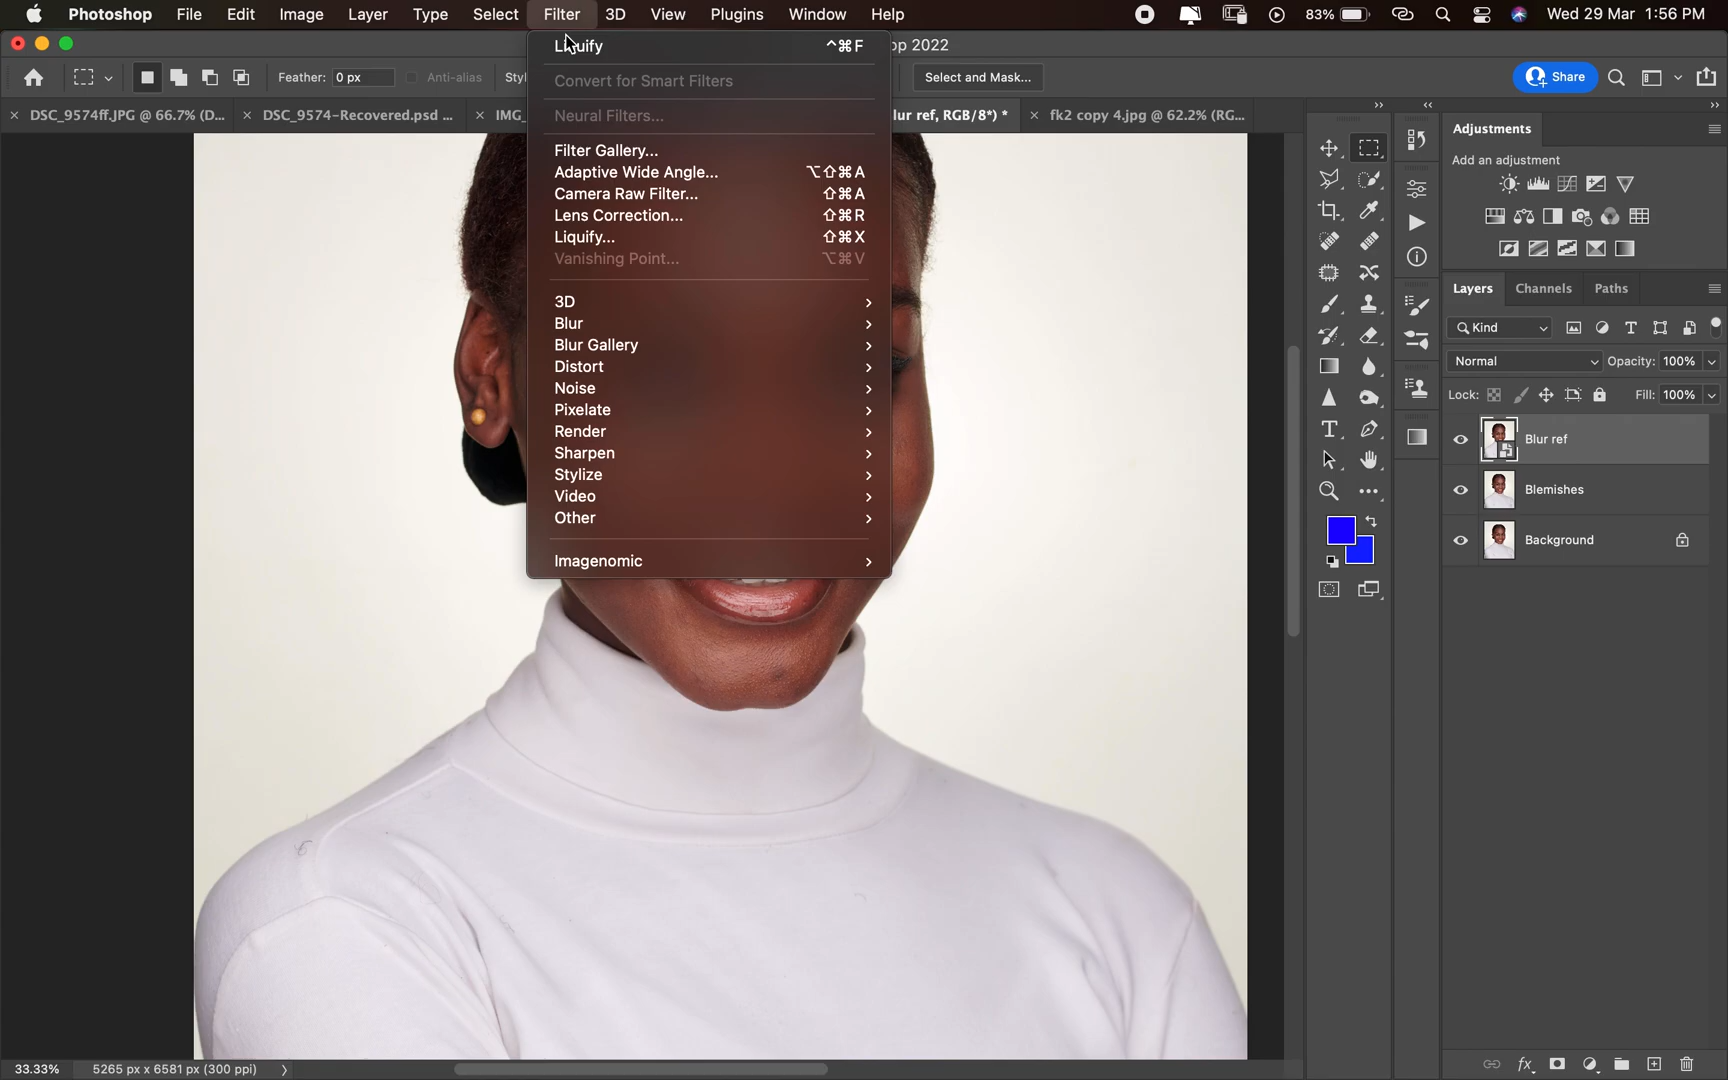 Photoshop File Edit Image Layer Type Select Filter 3D View Plugins Window Help 83% Wed 29 Mar 1:56 PM
op 2022
Feather: 0 px Anti-alias Styl Select and Mask... Share
DSC_9574ff.JPG @ 66.7% (D... DSC_9574-Recovered.psd ... IMG_ lur ref, RGB/8*) * fk2 copy 4.jpg @ 62.2% (RG...
Liquify ^⌘F
Convert for Smart Filters
Neural Filters...
Filter Gallery...
Adaptive Wide Angle... ⌥⇧⌘A
Camera Raw Filter... ⇧⌘A
Lens Correction... ⇧⌘R
Liquify... ⇧⌘X
Vanishing Point... ⌥⌘V
3D
Blur
Blur Gallery
Distort
Noise
Pixelate
Render
Sharpen
Stylize
Video
Other
Imagenomic
Adjustments
Add an adjustment
Layers Channels Paths
Kind
Normal Opacity: 100%
Lock: Fill: 100%
Blur ref
Blemishes
Background
33.33% 5265 px x 6581 px (300 ppi)